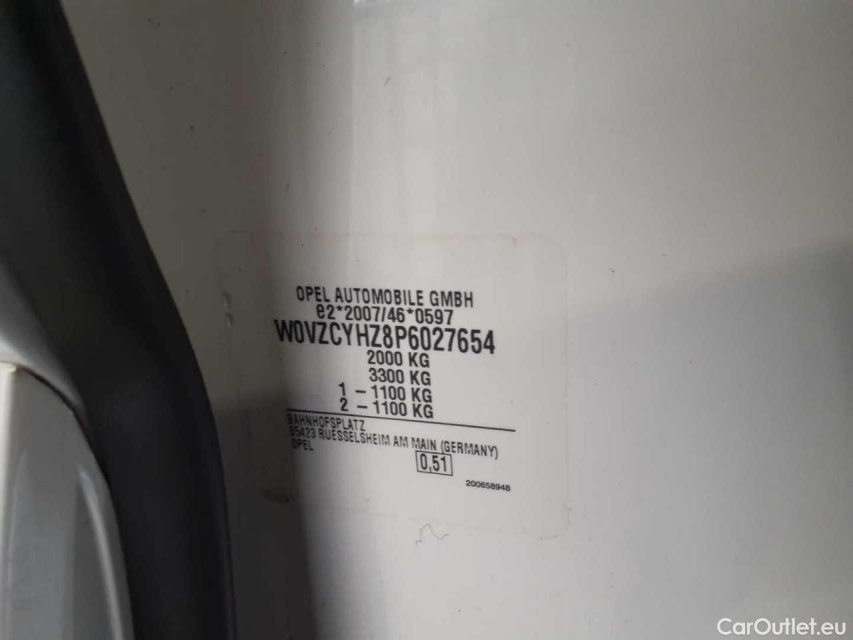 OPEL AUTOMOBILE GMBH
e2*2007/46*0597
W0VZCYHZ8P6027654
2000 KG
3300 KG
1 - 1100 KG
2 - 1100 KG
BAHNHOFSPLATZ
65423 RUESSELSHEIM AM MAIN (GERMANY)
OPEL
0,51
200658948
CarOutlet.eu